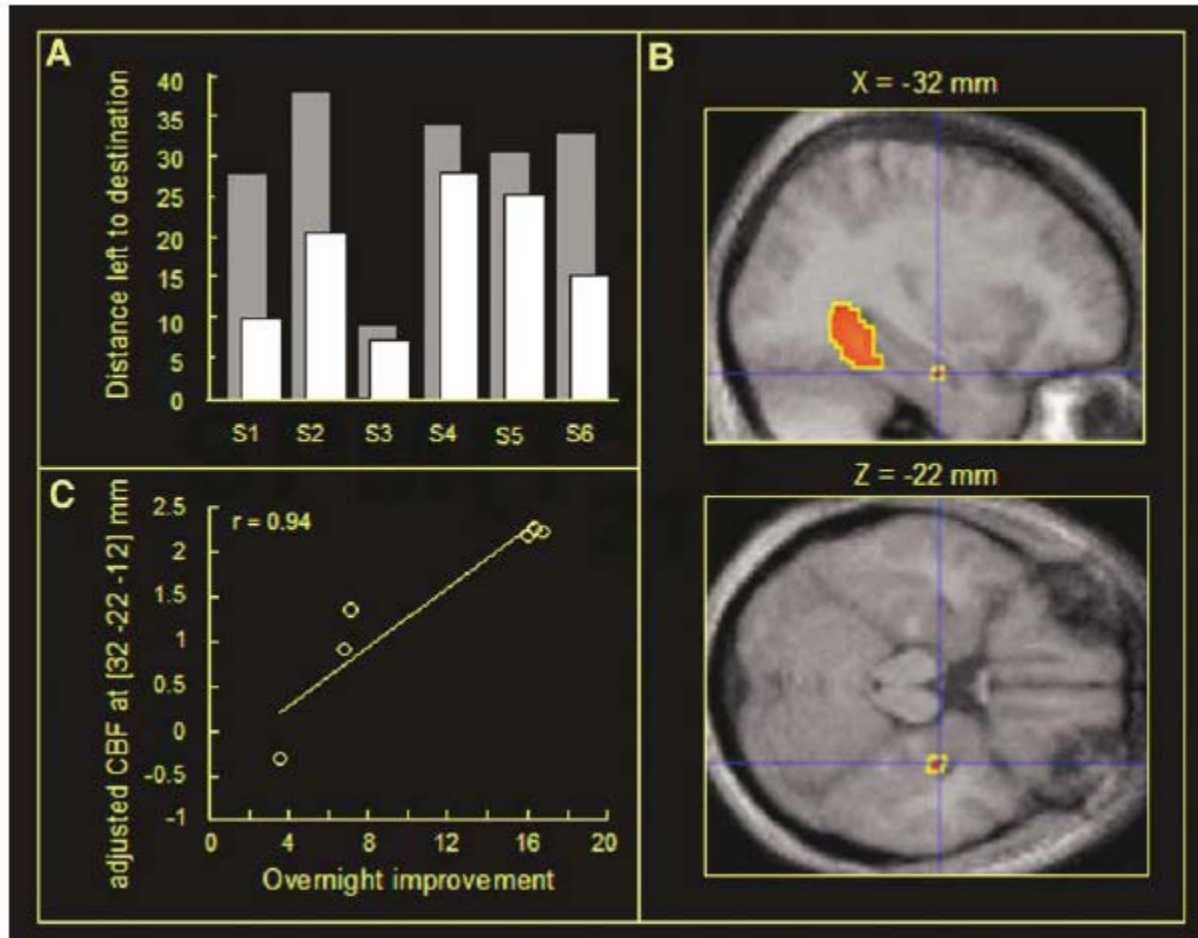 A
Distance left to destination
40
35
30
25
20
15
10
5
0
S1 S2 S3 S4 S5 S6
B
X = -32 mm
Z = -22 mm
C
adjusted CBF at [32 -22 -12] mm
r = 0.94
2.5
2
1.5
1
0.5
0
-0.5
-1
0 4 8 12 16 20
Overnight improvement